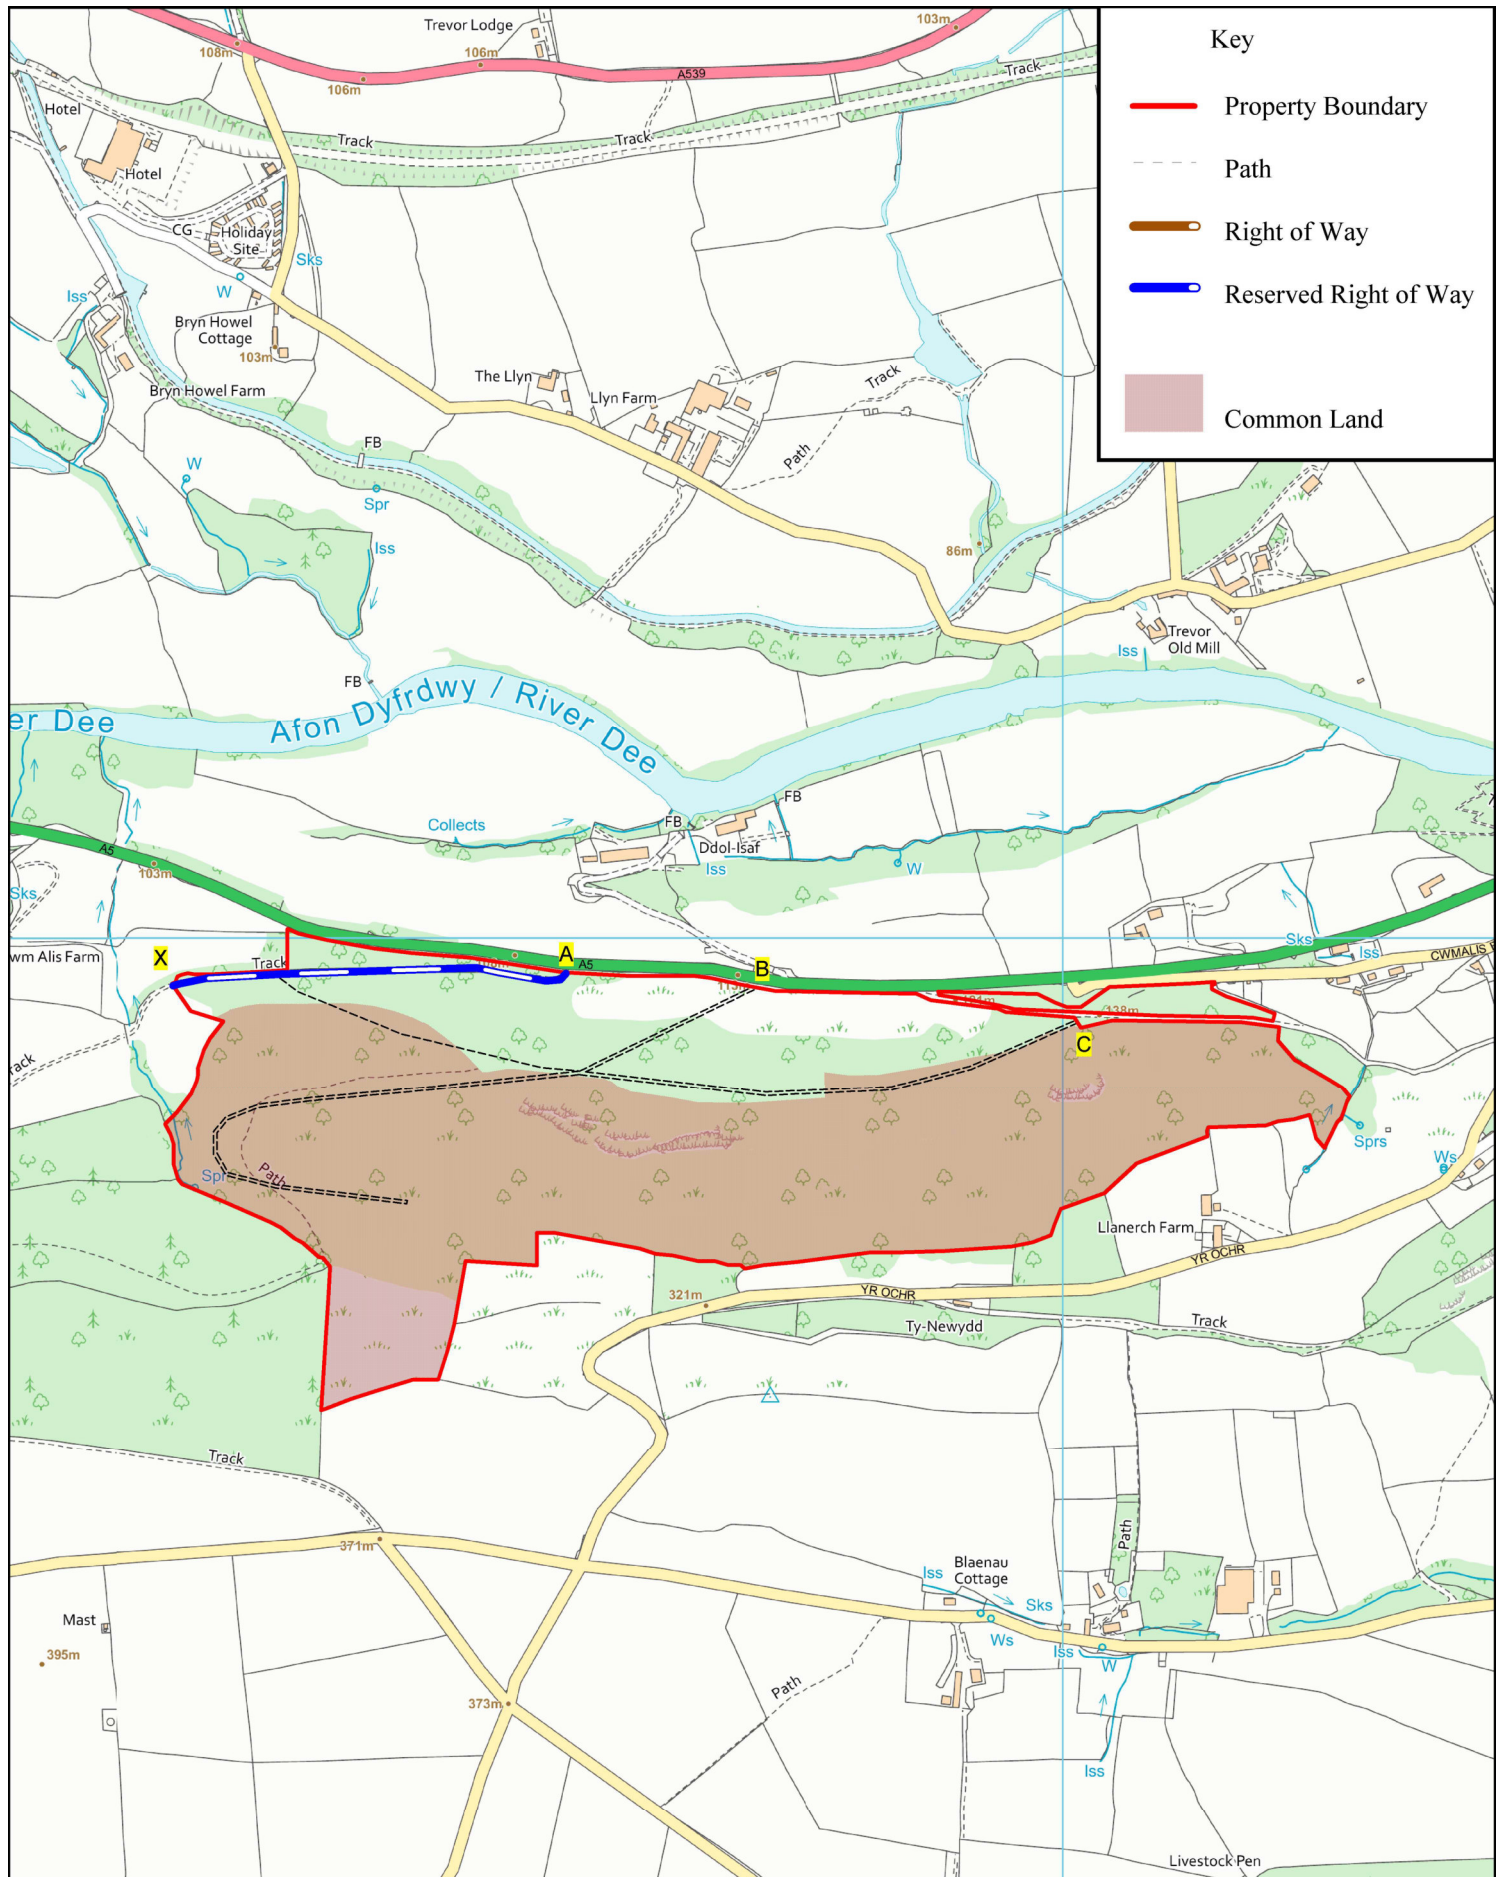 Trevor Lodge
103m
108m
106m
106m
A539
Track
Key
Property Boundary
Path
Right of Way
Reserved Right of Way
Common Land
Hotel
Track
Track
Hotel
CG
Holiday
Site
Sks
W
Iss
Bryn Howel
Cottage
103m
Bryn Howel Farm
The Llyn
Llyn Farm
Track
Path
FB
W
Spr
Iss
86m
Trevor
Old Mill
Iss
FB
Afon Dyfrdwy / River Dee
er Dee
FB
FB
Collects
Ddol-Isaf
Iss
W
A5
103m
Sks
Sks
Iss
CWMALIS
wm Alis Farm
X
Track
A
A5
B
138m
C
rack
Spr
Path
Sprs
Ws
Llanerch Farm
YR OCHR
YR OCHR
321m
Ty-Newydd
Track
Track
371m
Path
Blaenau
Cottage
Iss
Sks
Ws
Iss
W
Mast
395m
Path
373m
Iss
Livestock Pen